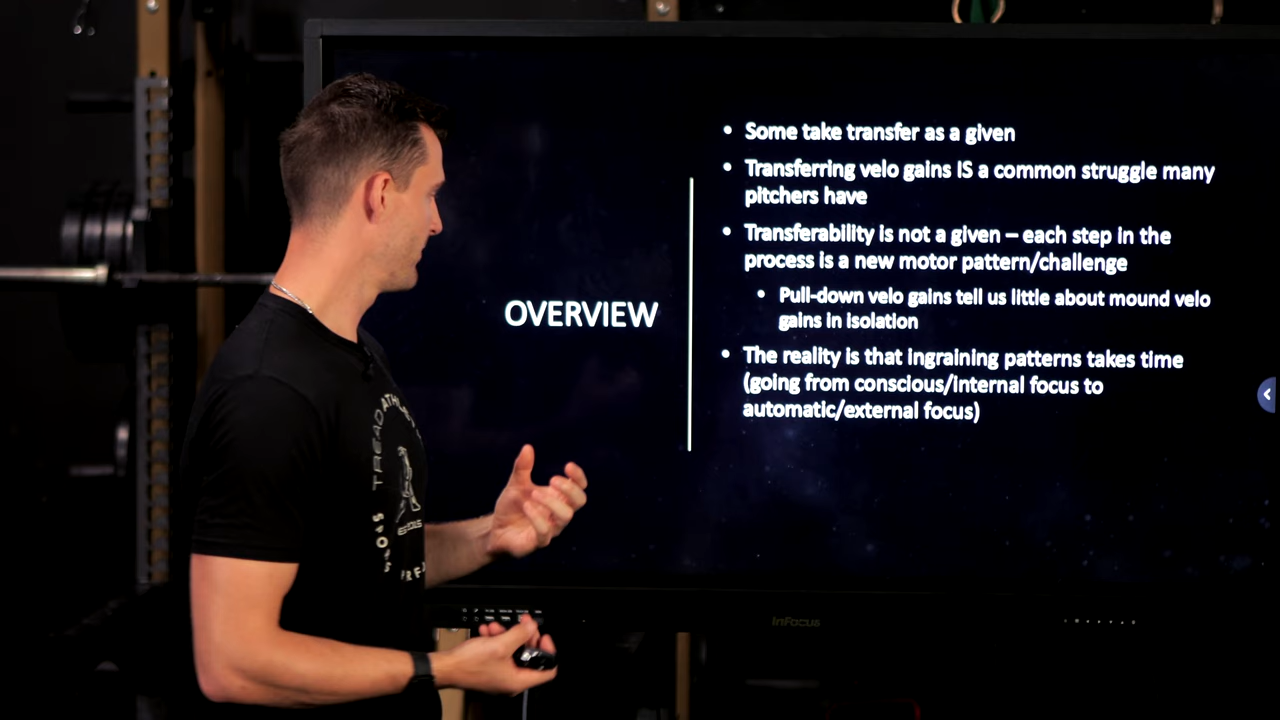 • Some take transfer as a given
• Transferring velo gains IS a common struggle many
pitchers have
• Transferability is not a given – each step in the
process is a new motor pattern/challenge
• Pull-down velo gains tell us little about mound velo
gains in isolation
OVERVIEW
• The reality is that ingraining patterns takes time
(going from conscious/internal focus to
automatic/external focus)
TREAD ATHL
InFocus